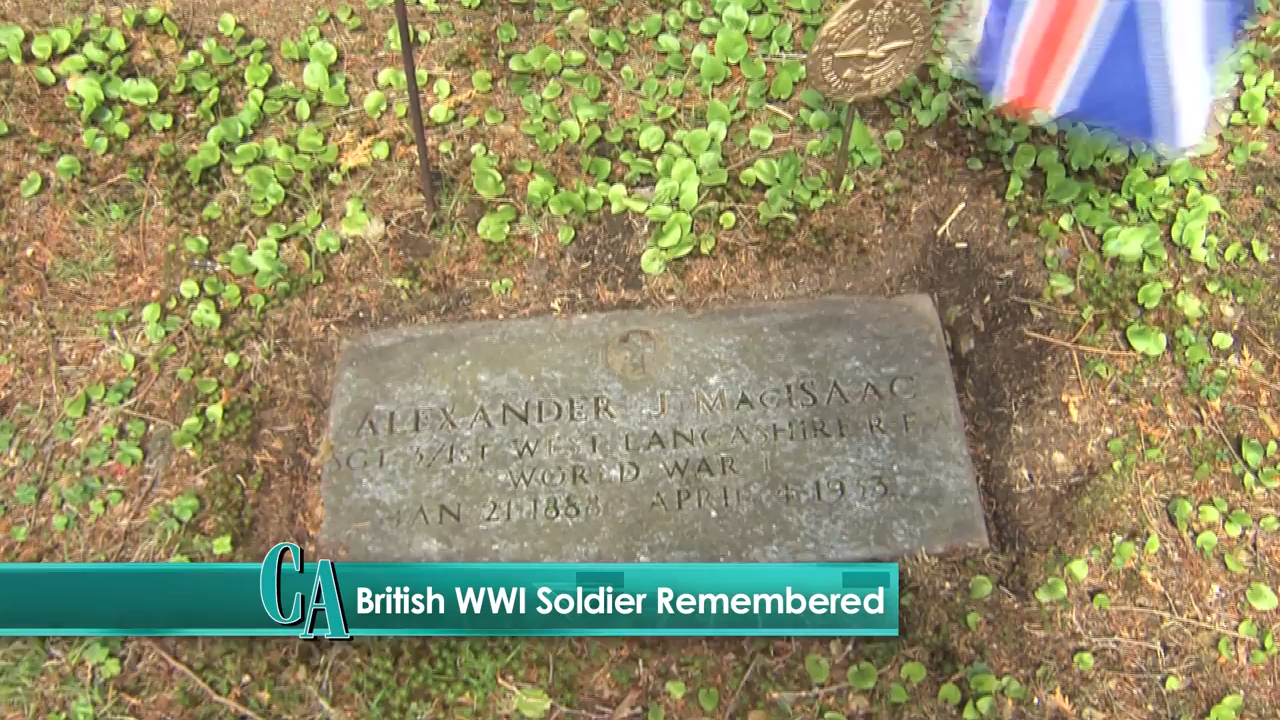 ALEXANDER J MACISAAC
SGT 3/1ST WEST LANCASHIRE R F A
WORLD WAR I
JAN 21 1888 APRIL 4 1953
CA British WWI Soldier Remembered